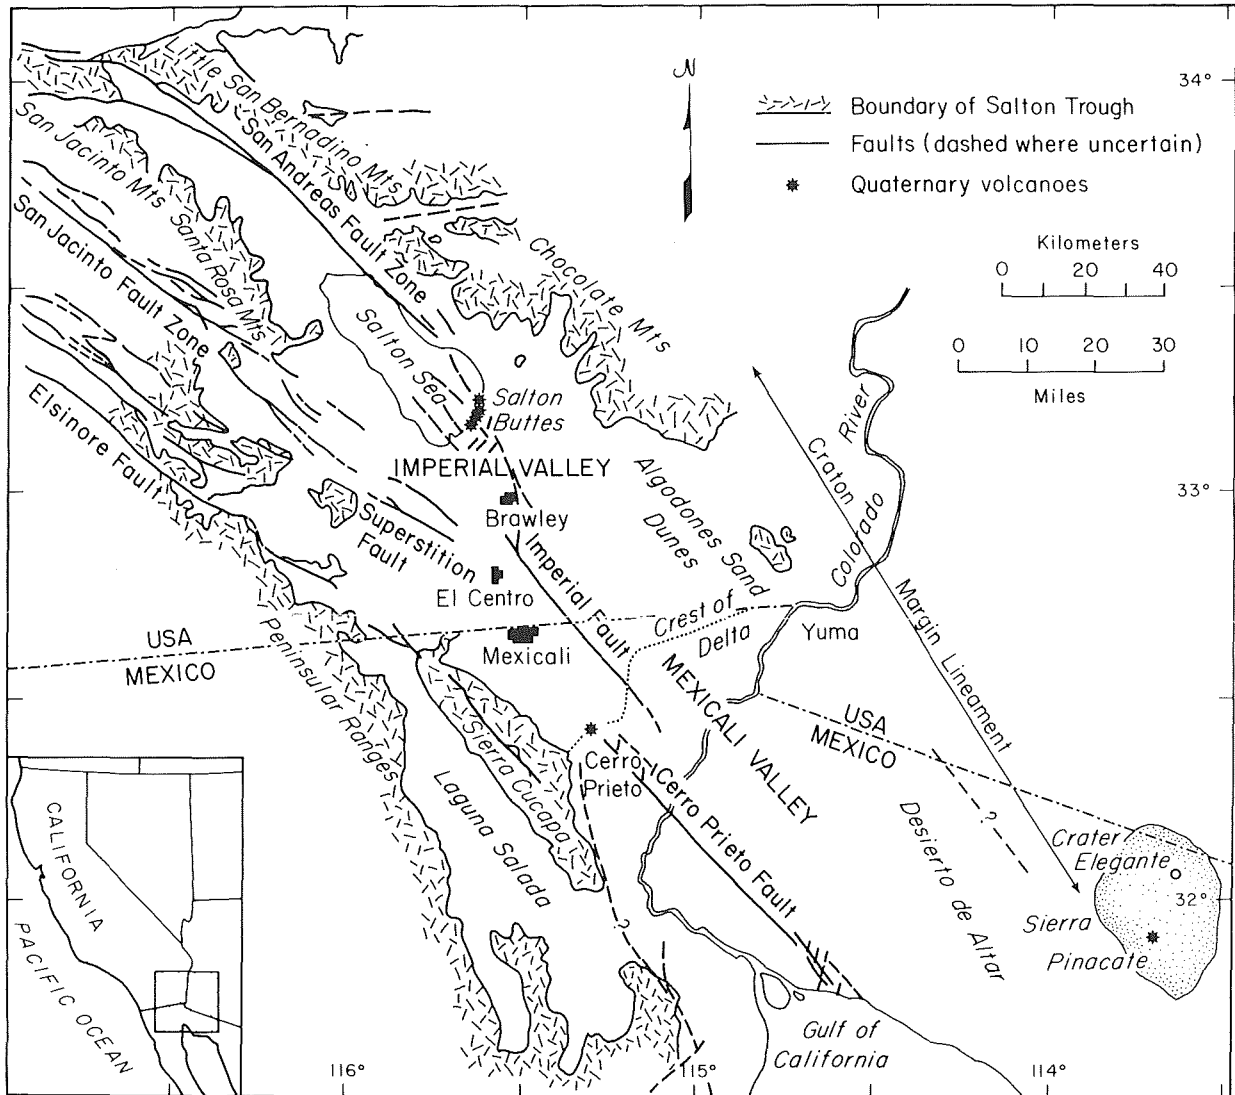 N
34°
Boundary of Salton Trough
Faults (dashed where uncertain)
Quaternary volcanoes
Kilometers
0 20 40
0 10 20 30
Miles
Little San Bernadino Mts
San Andreas Fault Zone
San Jacinto Mts
Santa Rosa Mts
San Jacinto Fault Zone
Elsinore Fault
Chocolate Mts
Salton Sea
Salton
Buttes
IMPERIAL VALLEY
Brawley
Superstition
Fault
El Centro
Imperial Fault
Algodones Sand
Dunes
River
Colorado
Craton
Margin Lineament
33°
Crest of
Delta
Yuma
USA
MEXICO
Mexicali
Peninsular Ranges
Sierra Cucapa
Laguna Salada
Cerro
Prieto
Cerro Prieto Fault
MEXICALI VALLEY
USA
MEXICO
?
?
Desierto de Altar
Crater
Elegante
32°
Sierra
Pinacate
Gulf of
California
CALIFORNIA
PACIFIC OCEAN
116°
115°
114°